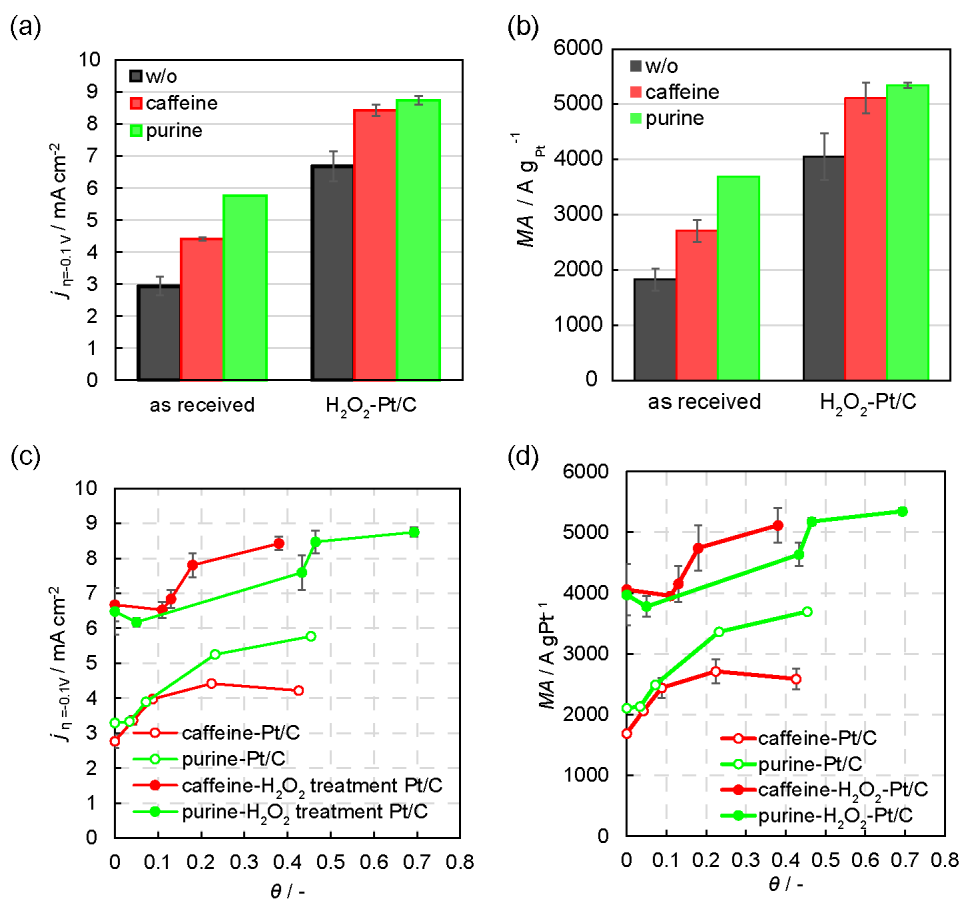 (a)
10
9
8
7
6
5
4
3
2
1
0
j η=-0.1 V / mA cm-2
w/o
caffeine
purine
as received
H2O2-Pt/C
(b)
6000
5000
4000
3000
2000
1000
0
MA / A gPt-1
w/o
caffeine
purine
as received
H2O2-Pt/C
(c)
10
9
8
7
6
5
4
3
2
1
0
j η=-0.1V / mA cm-2
caffeine-Pt/C
purine-Pt/C
caffeine-H2O2 treatment Pt/C
purine-H2O2 treatment Pt/C
0 0.1 0.2 0.3 0.4 0.5 0.6 0.7 0.8
θ / -
(d)
6000
5000
4000
3000
2000
1000
0
MA / A gPt-1
caffeine-Pt/C
purine-Pt/C
caffeine-H2O2-Pt/C
purine-H2O2-Pt/C
0 0.1 0.2 0.3 0.4 0.5 0.6 0.7 0.8
θ / -